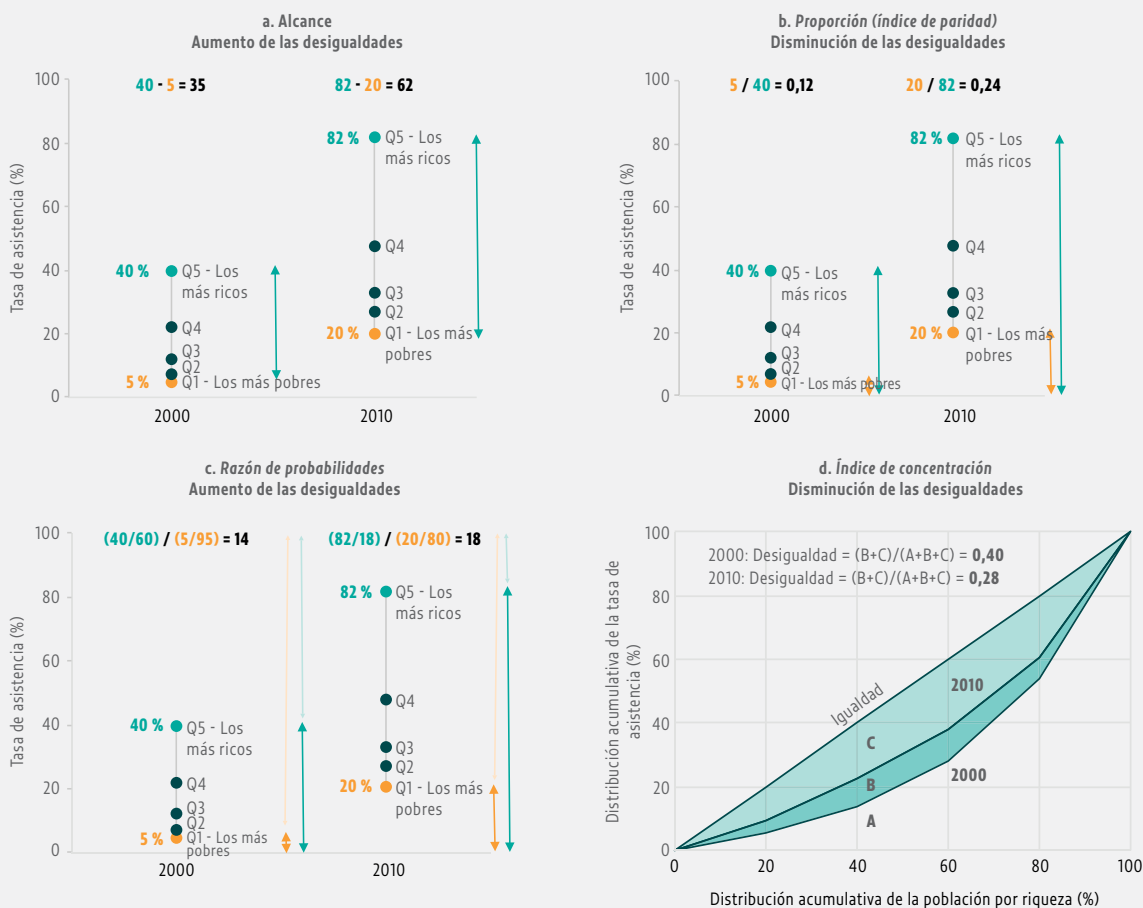 a. Alcance
Aumento de las desigualdades
40 - 5 = 35
82 - 20 = 62
Tasa de asistencia (%)
100
80
60
40
20
0
82 %
Q5 - Los
más ricos
Q4
Q3
Q2
20 %
Q1 - Los más
pobres
40 %
Q5 - Los
más ricos
Q4
Q3
Q2
5 %
Q1 - Los más pobres
2000
2010
b. Proporción (índice de paridad)
Disminución de las desigualdades
5 / 40 = 0,12
20 / 82 = 0,24
Tasa de asistencia (%)
100
80
60
40
20
0
82 %
Q5 - Los
más ricos
Q4
Q3
Q2
20 %
Q1 - Los más
pobres
40 %
Q5 - Los
más ricos
Q4
Q3
Q2
5 %
Q1 - Los más pobres
2000
2010
c. Razón de probabilidades
Aumento de las desigualdades
(40/60) / (5/95) = 14
(82/18) / (20/80) = 18
Tasa de asistencia (%)
100
80
60
40
20
0
82 %
Q5 - Los
más ricos
Q4
Q3
Q2
20 %
Q1 - Los más
pobres
40 %
Q5 - Los
más ricos
Q4
Q3
Q2
5 %
Q1 - Los más
pobres
2000
2010
d. Índice de concentración
Disminución de las desigualdades
2000: Desigualdad = (B+C)/(A+B+C) = 0,40
2010: Desigualdad = (B+C)/(A+B+C) = 0,28
Distribución acumulativa de la tasa de
asistencia (%)
100
80
60
40
20
0
Igualdad
2010
C
B
2000
A
0
20
40
60
80
100
Distribución acumulativa de la población por riqueza (%)